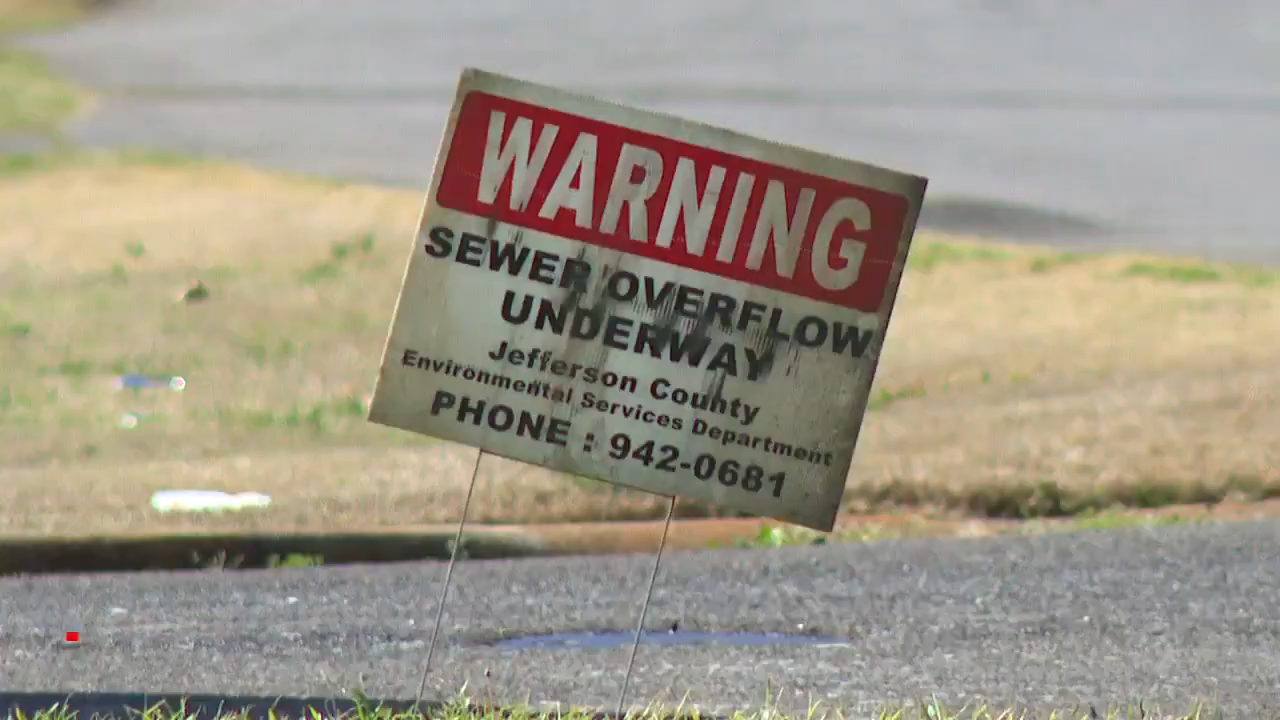 WARNING
SEWER OVERFLOW
UNDERWAY
Jefferson County
Environmental Services Department
PHONE : 942-0681